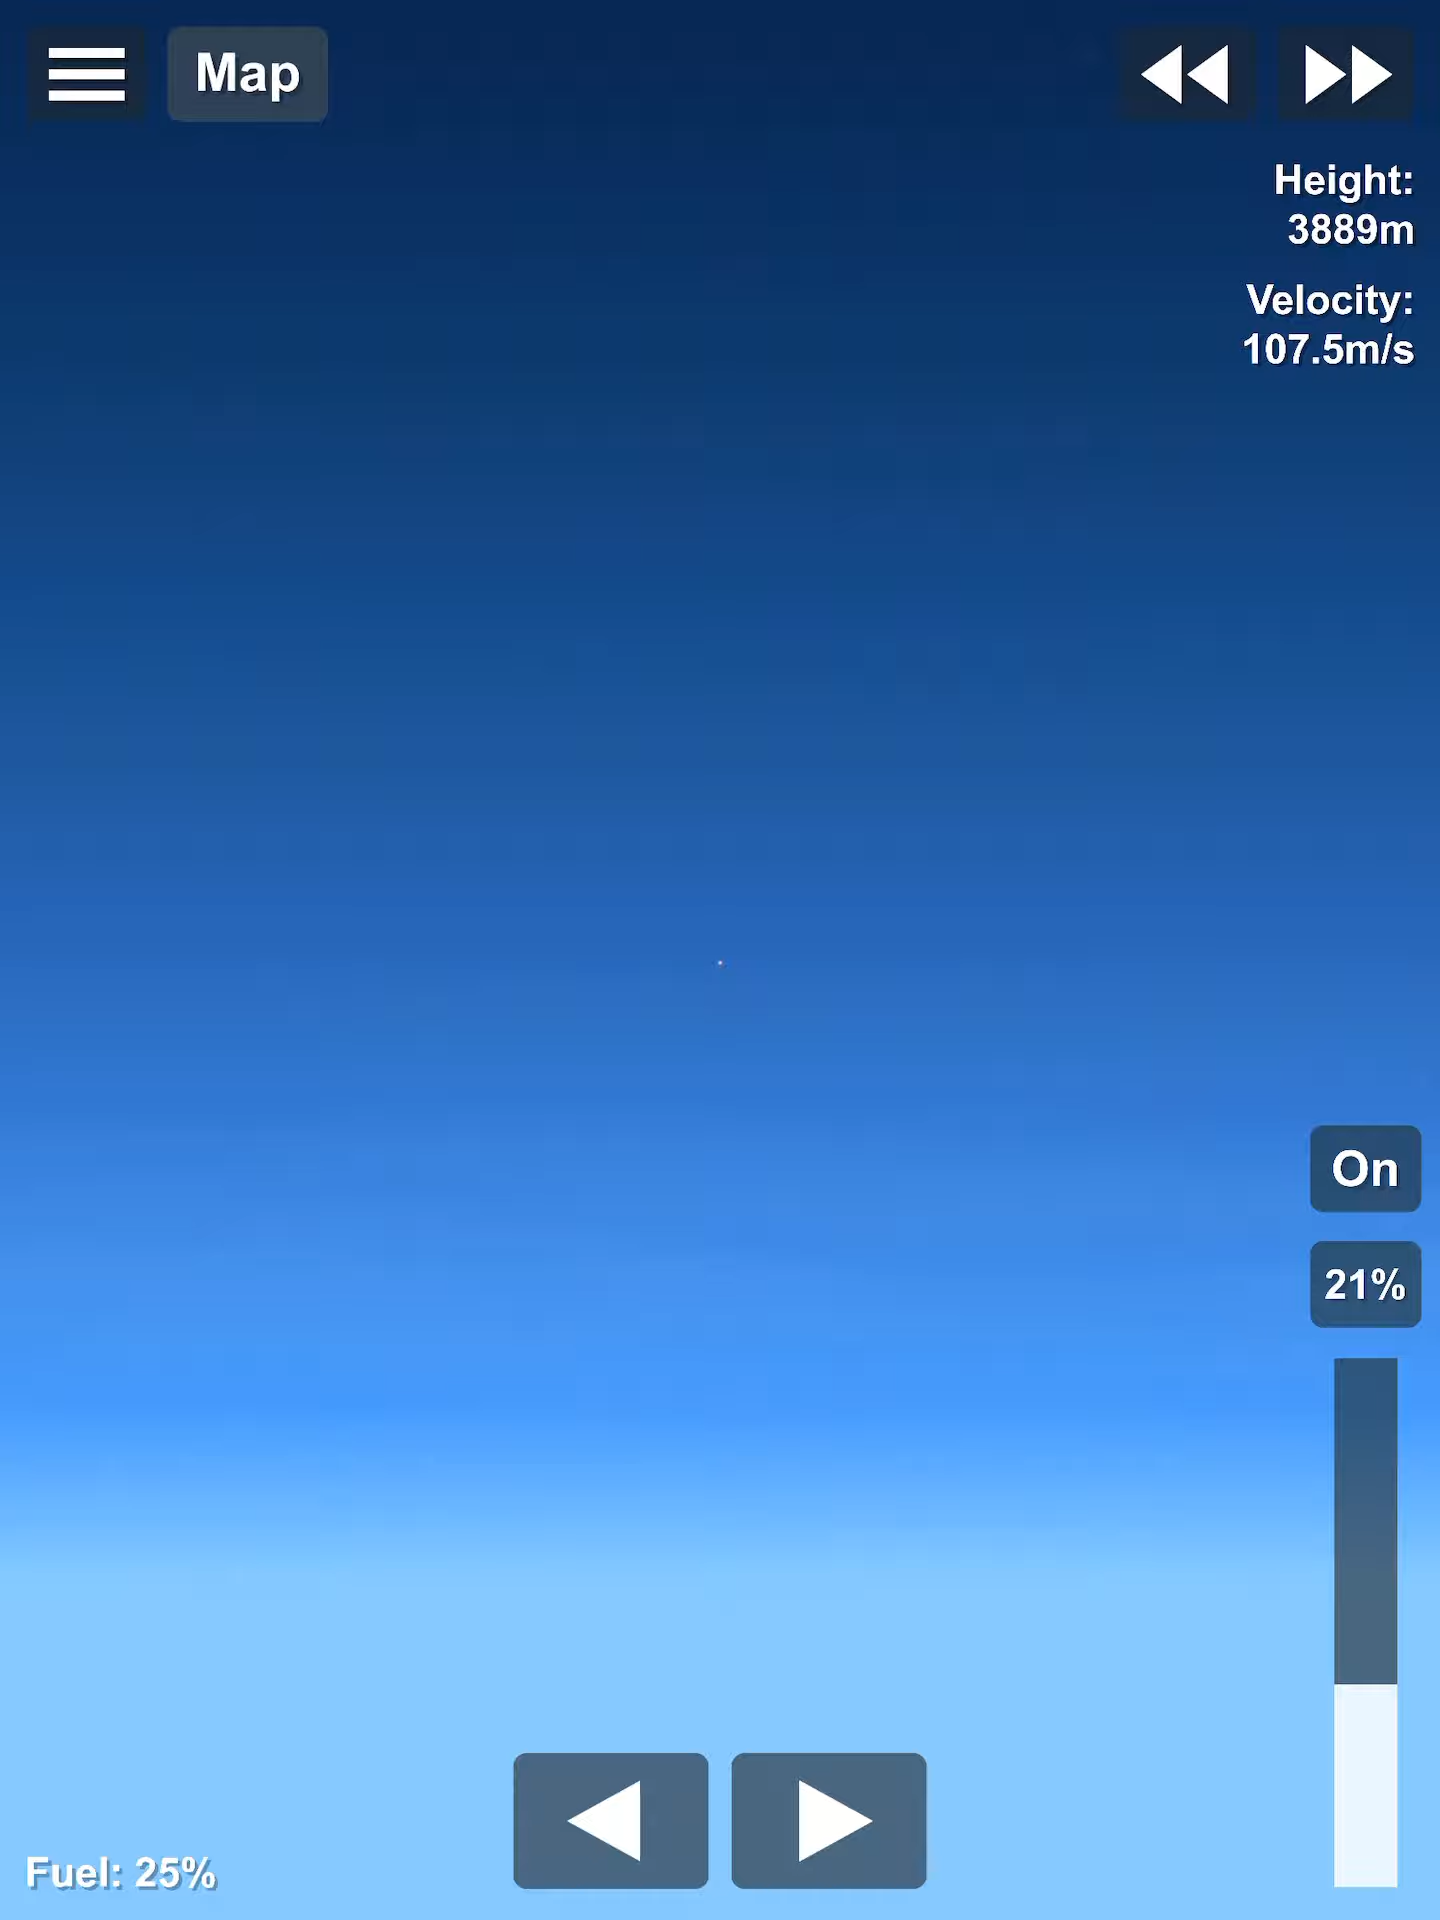 Map
Height:
3889m
Velocity:
107.5m/s
On
21%
Fuel: 25%